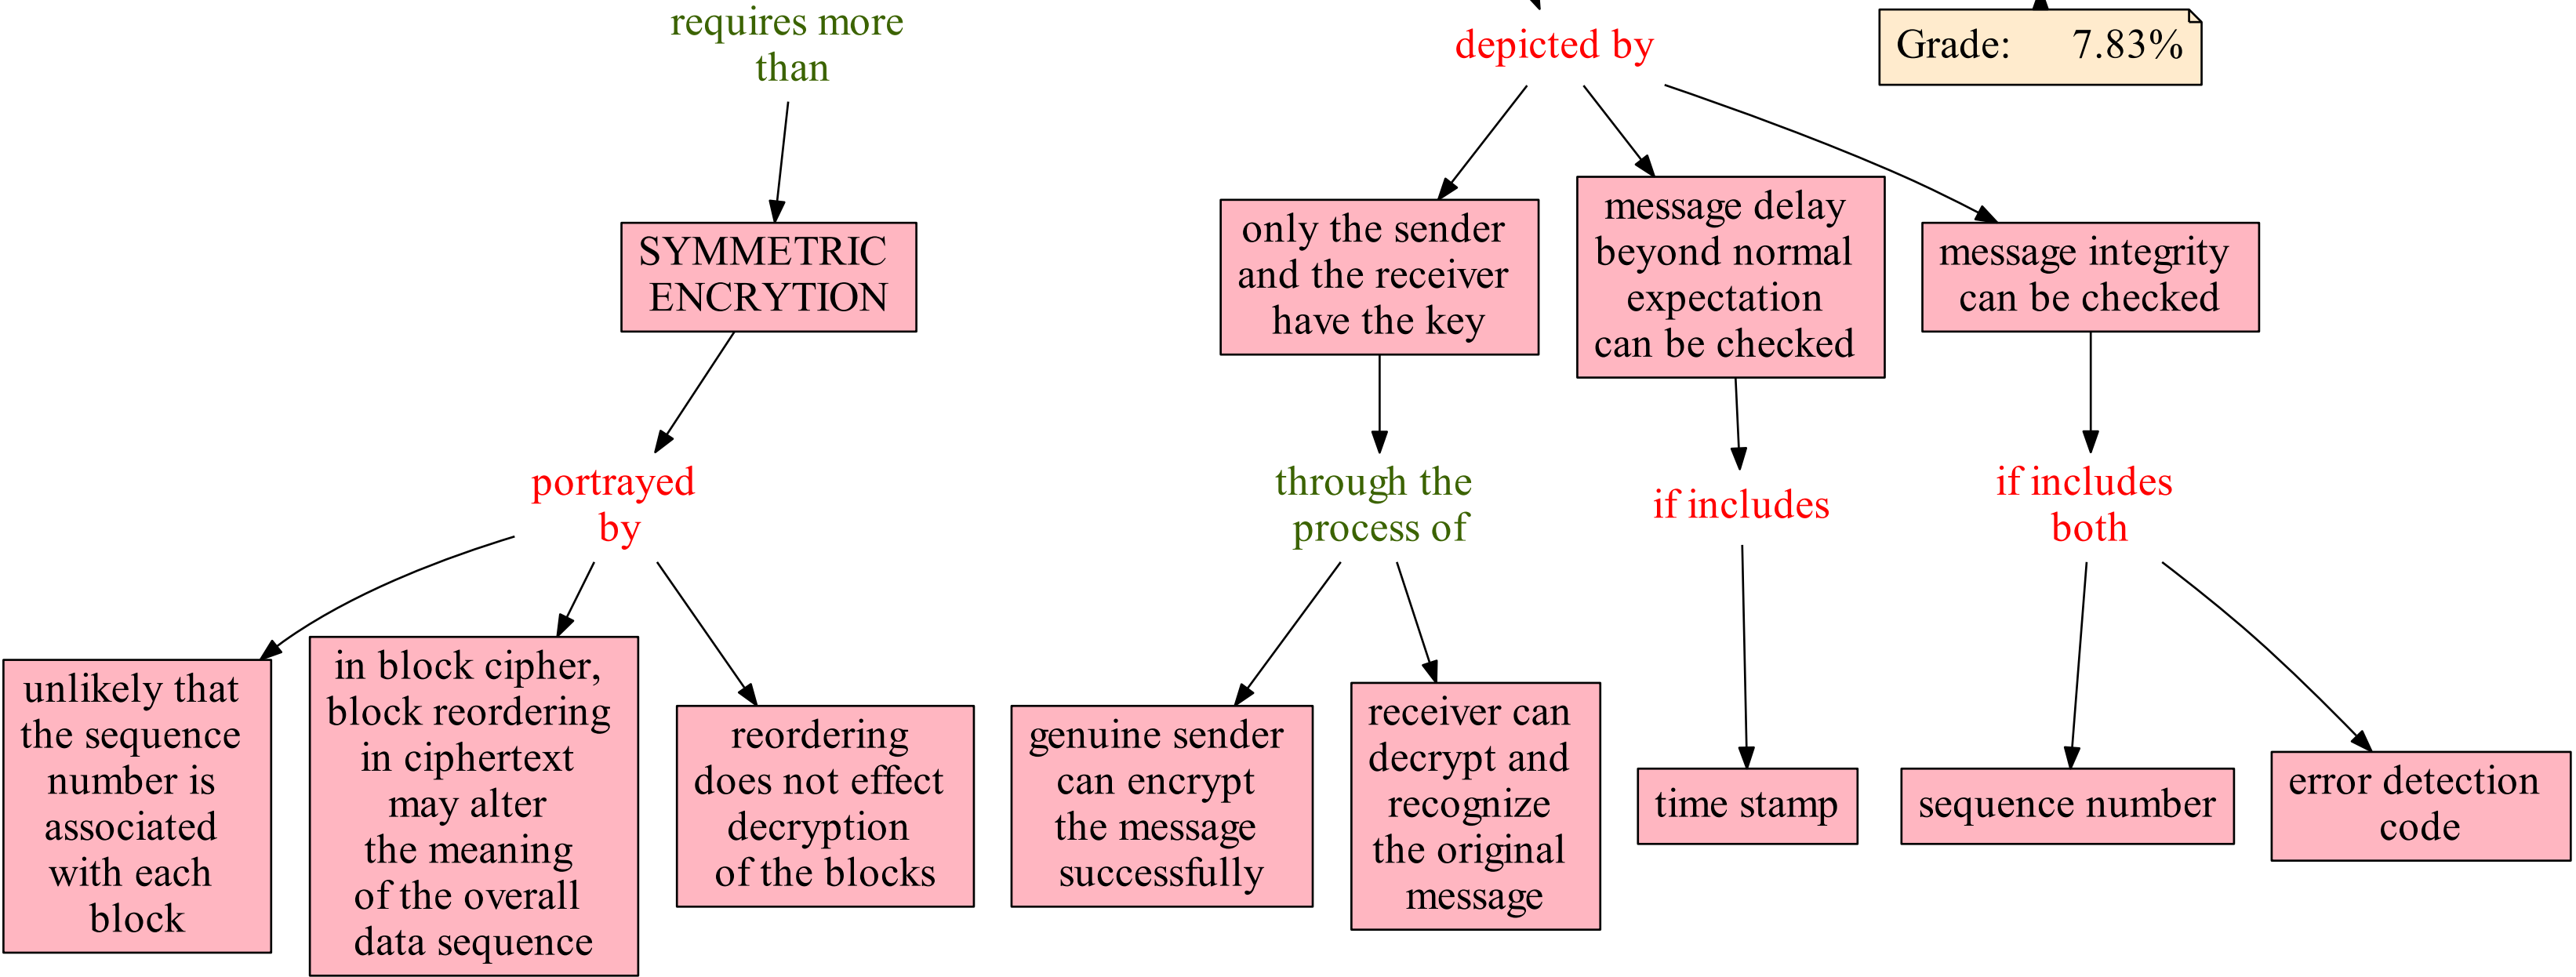 requires more
than
depicted by
Grade: 7.83%
SYMMETRIC
ENCRYTION
only the sender
and the receiver
have the key
message delay
beyond normal
expectation
can be checked
message integrity
can be checked
portrayed
by
through the
process of
if includes
if includes
both
unlikely that
the sequence
number is
associated
with each
block
in block cipher,
block reordering
in ciphertext
may alter
the meaning
of the overall
data sequence
reordering
does not effect
decryption
of the blocks
genuine sender
can encrypt
the message
successfully
receiver can
decrypt and
recognize
the original
message
time stamp
sequence number
error detection
code